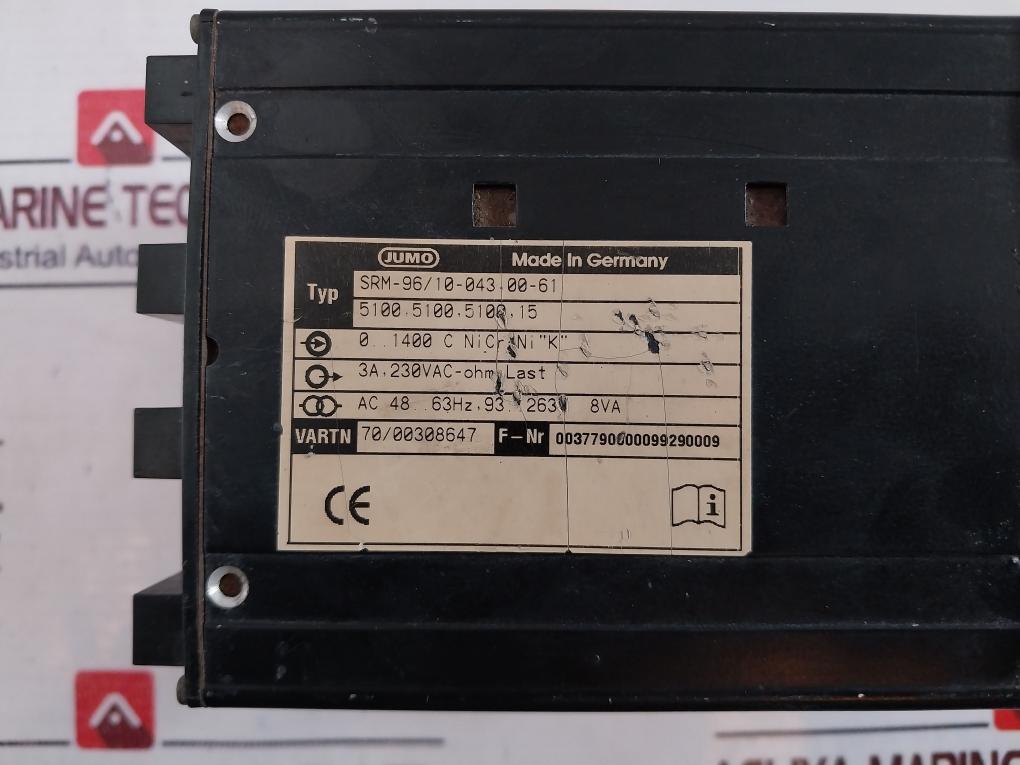 JUMO Made In Germany
Typ SRM-96/10-043,00-61
5100,5100,5100,15
0..1400 C NiCr-Ni"K"
3A,230VAC-ohm Last
AC 48..63Hz,93..263V 8VA
VARTN 70/00308647 F-Nr 0037790000099290009
CE
i
ARINE TEC
strial Auto
MARINE